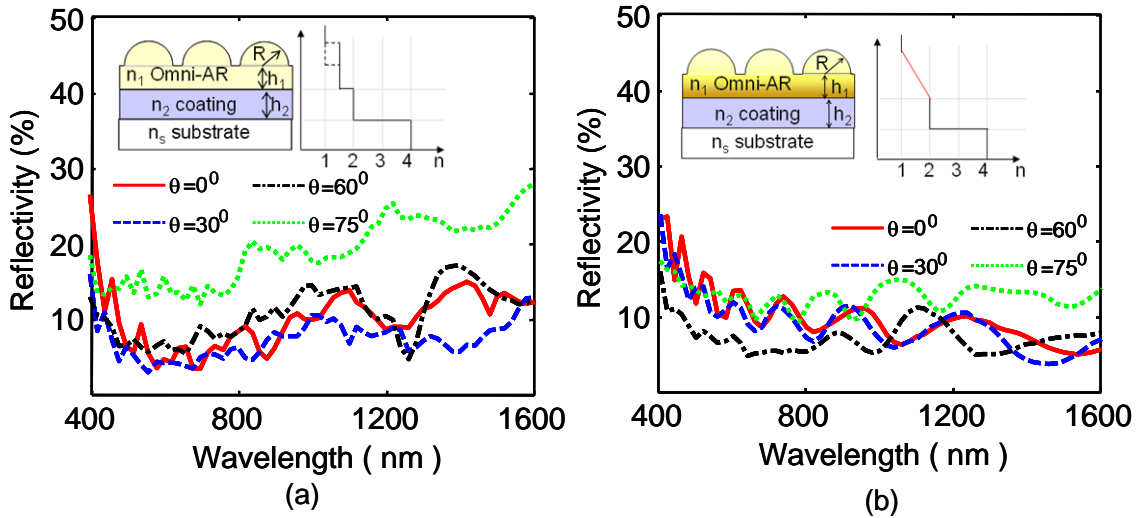 50
40
30
20
10
Reflectivity (%)
R
n1 Omni-AR
h1
n2 coating
h2
ns substrate
1 2 3 4 n
θ=0⁰
θ=60⁰
θ=30⁰
θ=75⁰
400 800 1200 1600
Wavelength ( nm )
(a)
50
40
30
20
10
Reflectivity (%)
R
n1 Omni-AR
h1
n2 coating
h2
ns substrate
1 2 3 4 n
θ=0⁰
θ=60⁰
θ=30⁰
θ=75⁰
400 800 1200 1600
Wavelength ( nm )
(b)